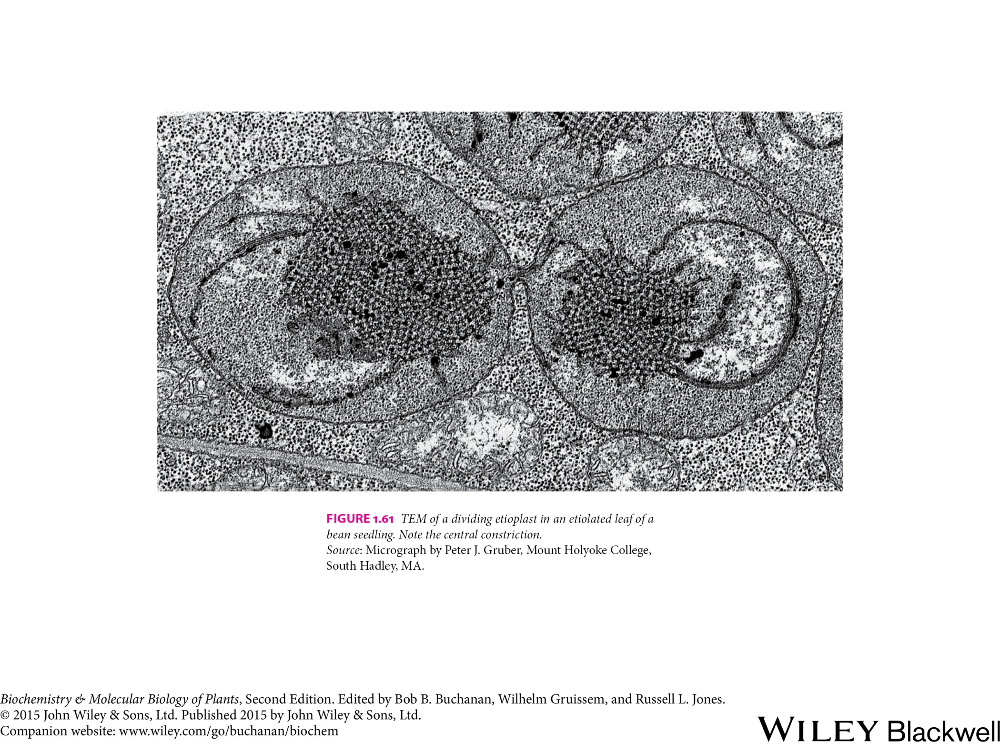 FIGURE 1.61 TEM of a dividing etioplast in an etiolated leaf of a
bean seedling. Note the central constriction.
Source: Micrograph by Peter J. Gruber, Mount Holyoke College,
South Hadley, MA.
Biochemistry & Molecular Biology of Plants, Second Edition. Edited by Bob B. Buchanan, Wilhelm Gruissem, and Russell L. Jones.
© 2015 John Wiley & Sons, Ltd. Published 2015 by John Wiley & Sons, Ltd.
Companion website: www.wiley.com/go/buchanan/biochem
WILEY Blackwell